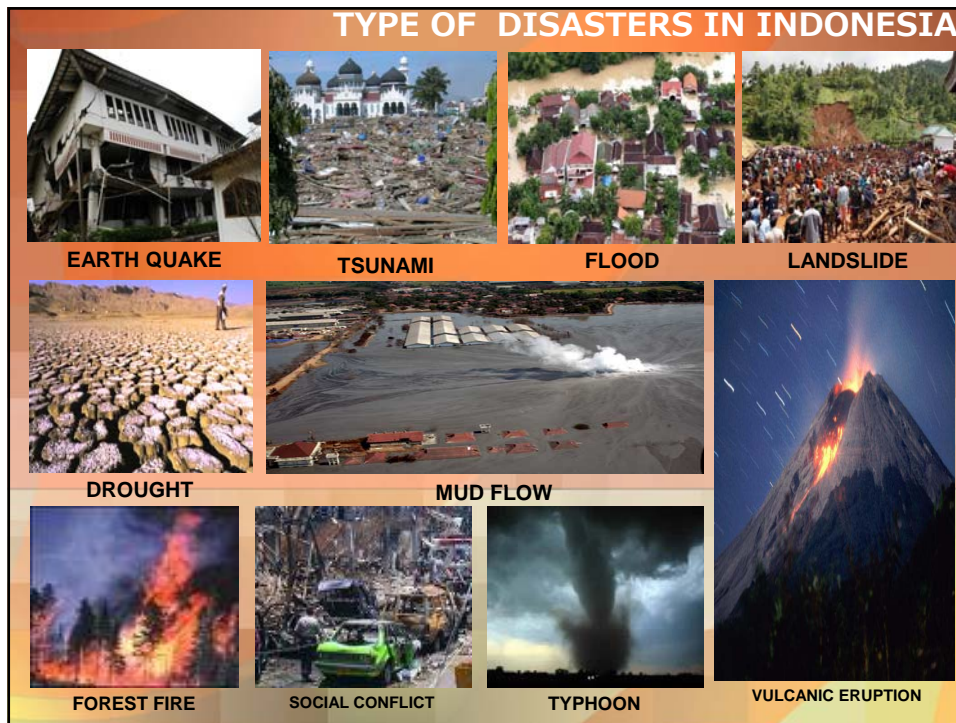 TYPE OF DISASTERS IN INDONESIA
EARTH QUAKE
TSUNAMI
FLOOD
LANDSLIDE
DROUGHT
MUD FLOW
FOREST FIRE
SOCIAL CONFLICT
TYPHOON
VULCANIC ERUPTION